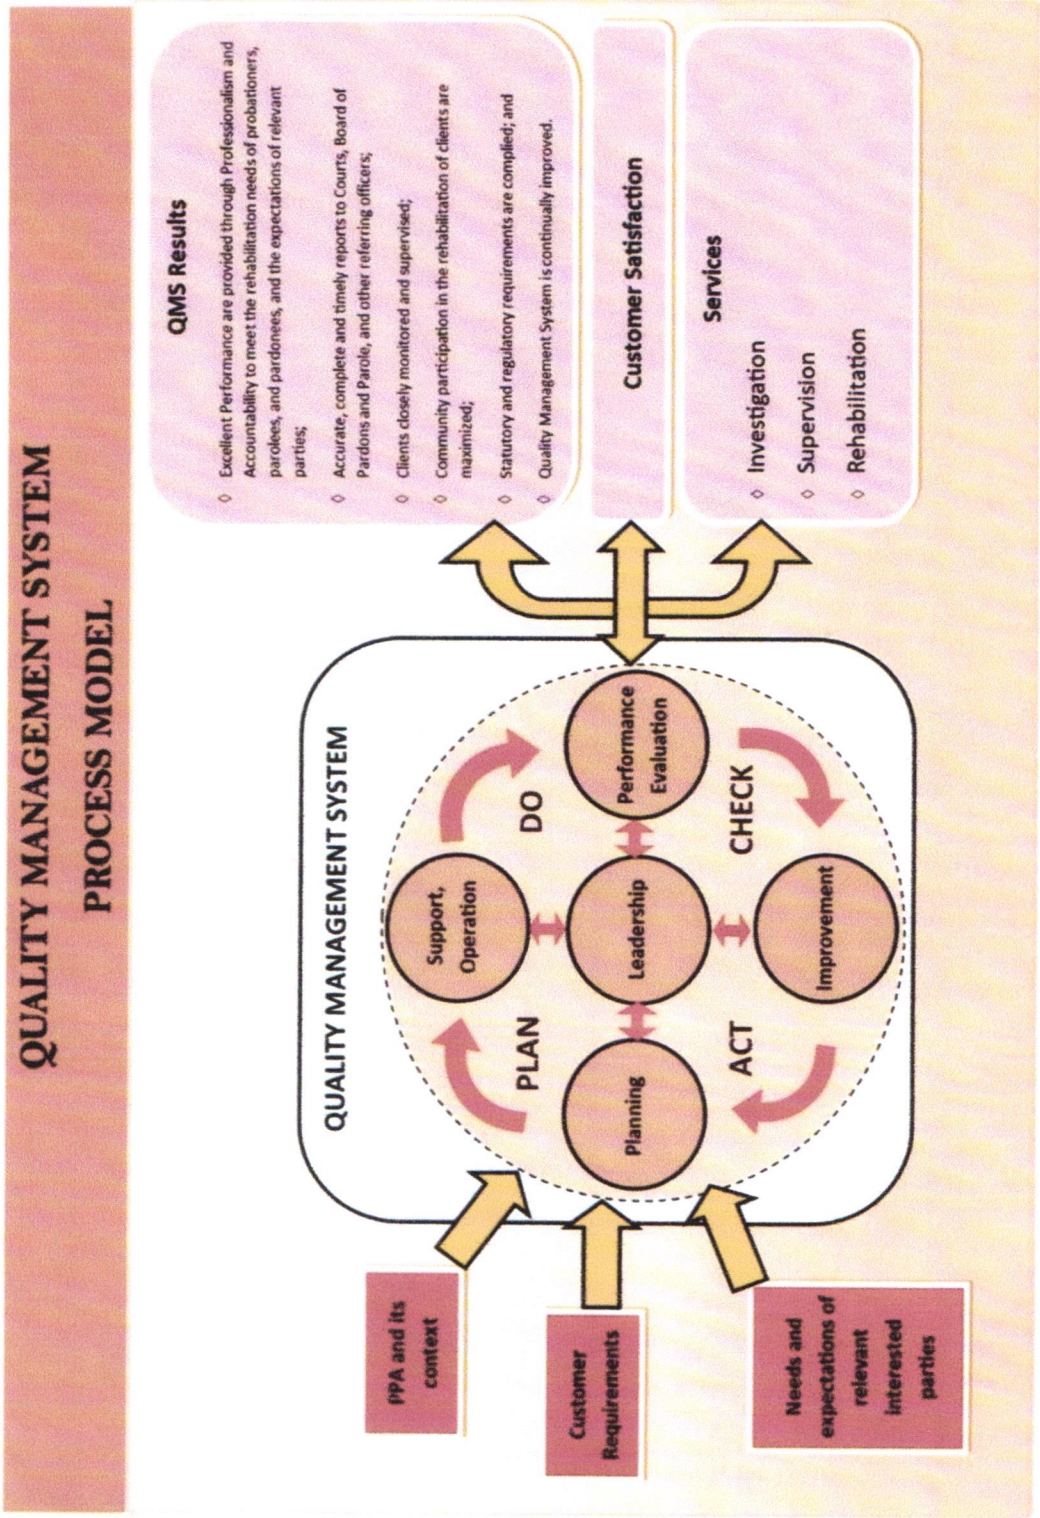 QUALITY MANAGEMENT SYSTEM
PROCESS MODEL
PPA and its
context
Customer
Requirements
Needs and
expectations of
relevant
interested
parties
QUALITY MANAGEMENT SYSTEM
PLAN
DO
Support,
Operation
Planning
Leadership
Performance
Evaluation
ACT
CHECK
Improvement
QMS Results
◊ Excellent Performance are provided through Professionalism and
Accountability to meet the rehabilitation needs of probationers,
parolees, and pardonees, and the expectations of relevant
parties;
◊ Accurate, complete and timely reports to Courts, Board of
Pardons and Parole, and other referring officers;
◊ Clients closely monitored and supervised;
◊ Community participation in the rehabilitation of clients are
maximized;
◊ Statutory and regulatory requirements are complied; and
◊ Quality Management System is continually improved.
Customer Satisfaction
Services
◊ Investigation
◊ Supervision
◊ Rehabilitation